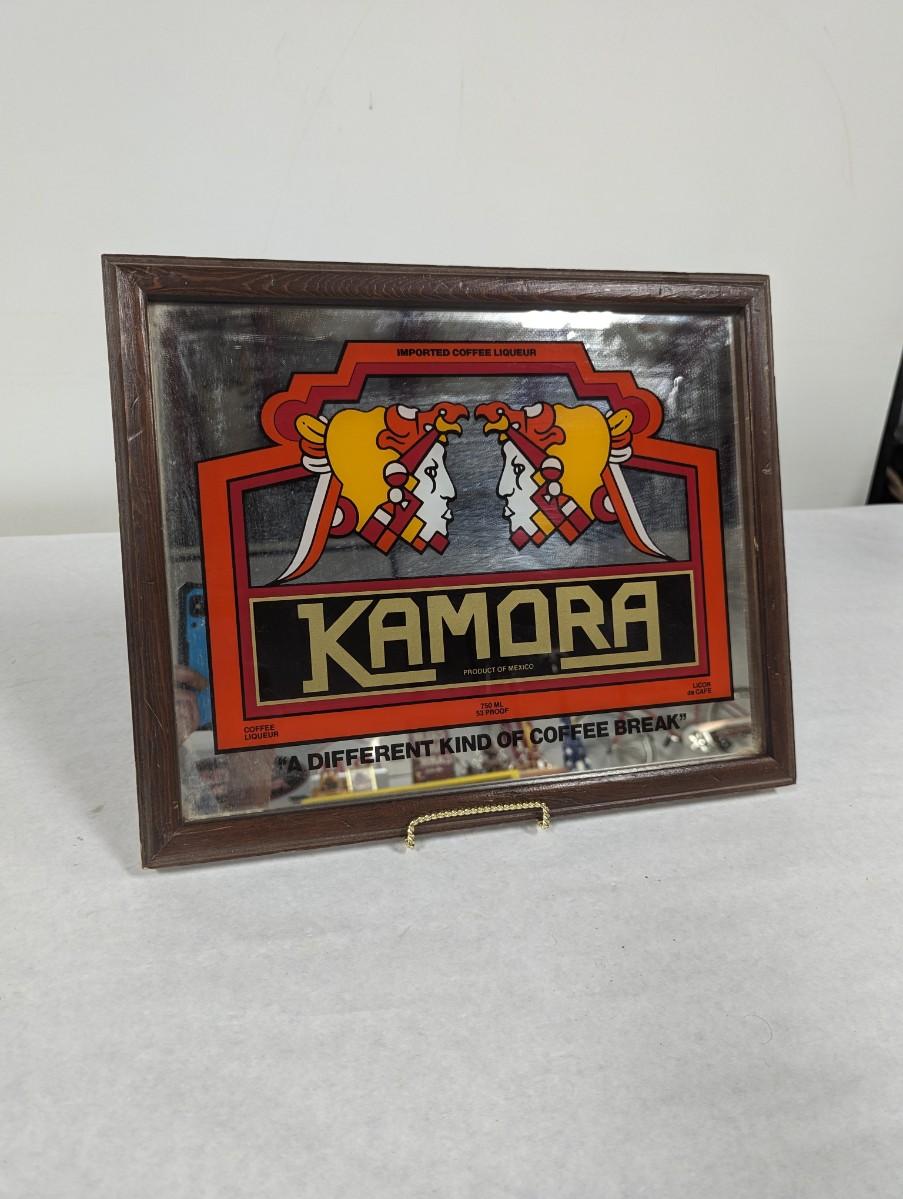 IMPORTED COFFEE LIQUEUR
KAMORA
PRODUCT OF MEXICO
COFFEE
LIQUEUR
750 ML
53 PROOF
LICOR
de CAFE
“A DIFFERENT KIND OF COFFEE BREAK”